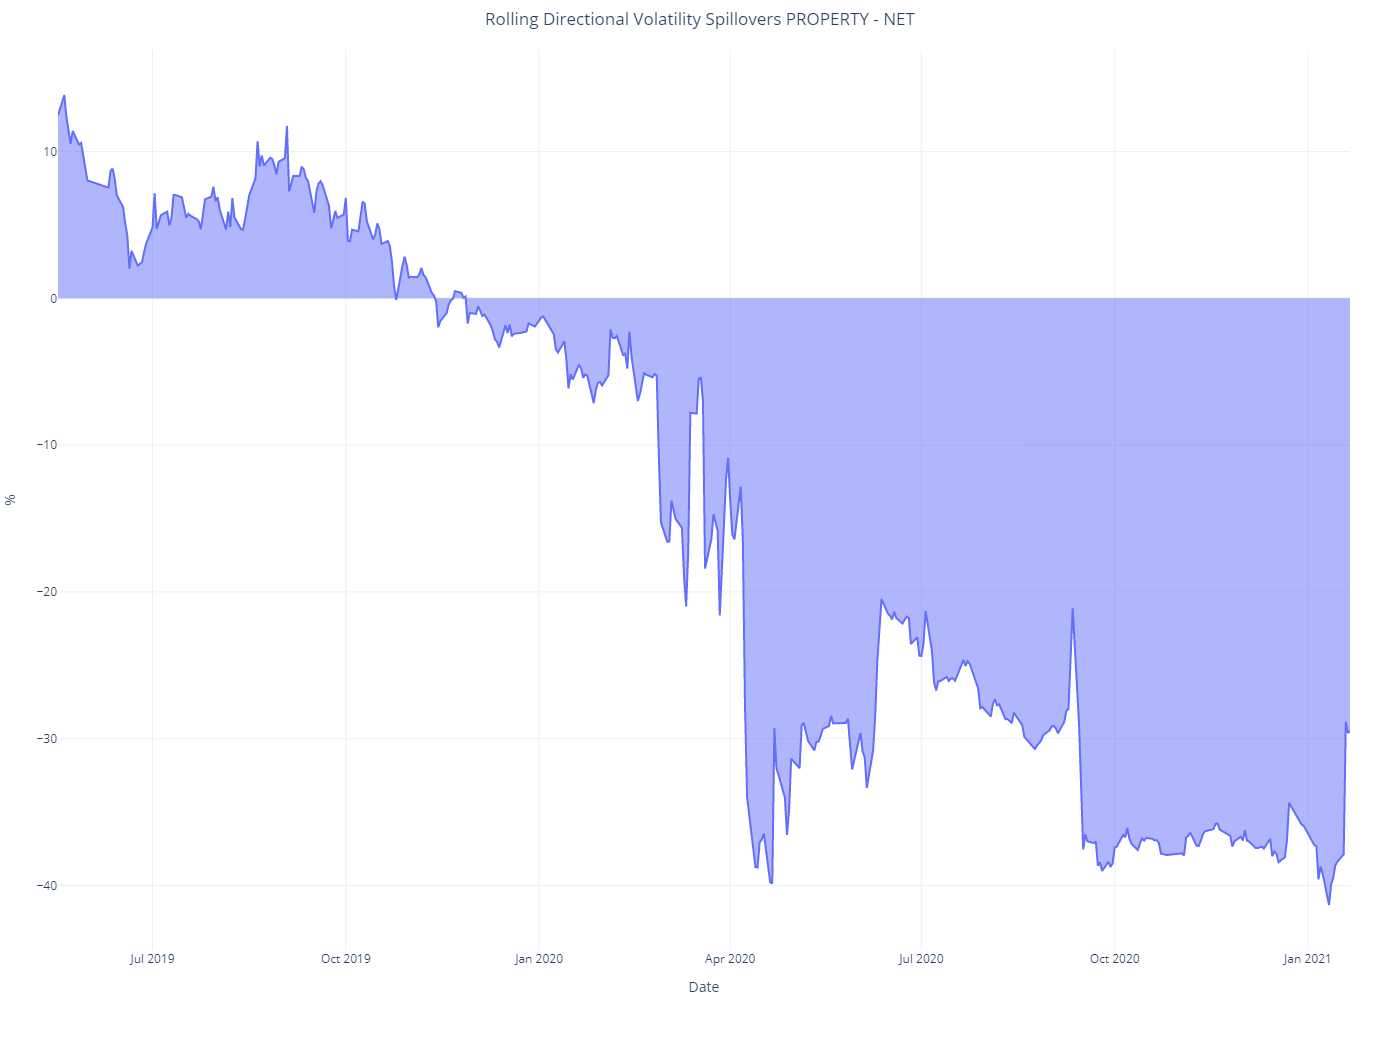 Rolling Directional Volatility Spillovers PROPERTY - NET
10
0
−10
−20
−30
−40
%
Jul 2019
Oct 2019
Jan 2020
Apr 2020
Jul 2020
Oct 2020
Jan 2021
Date